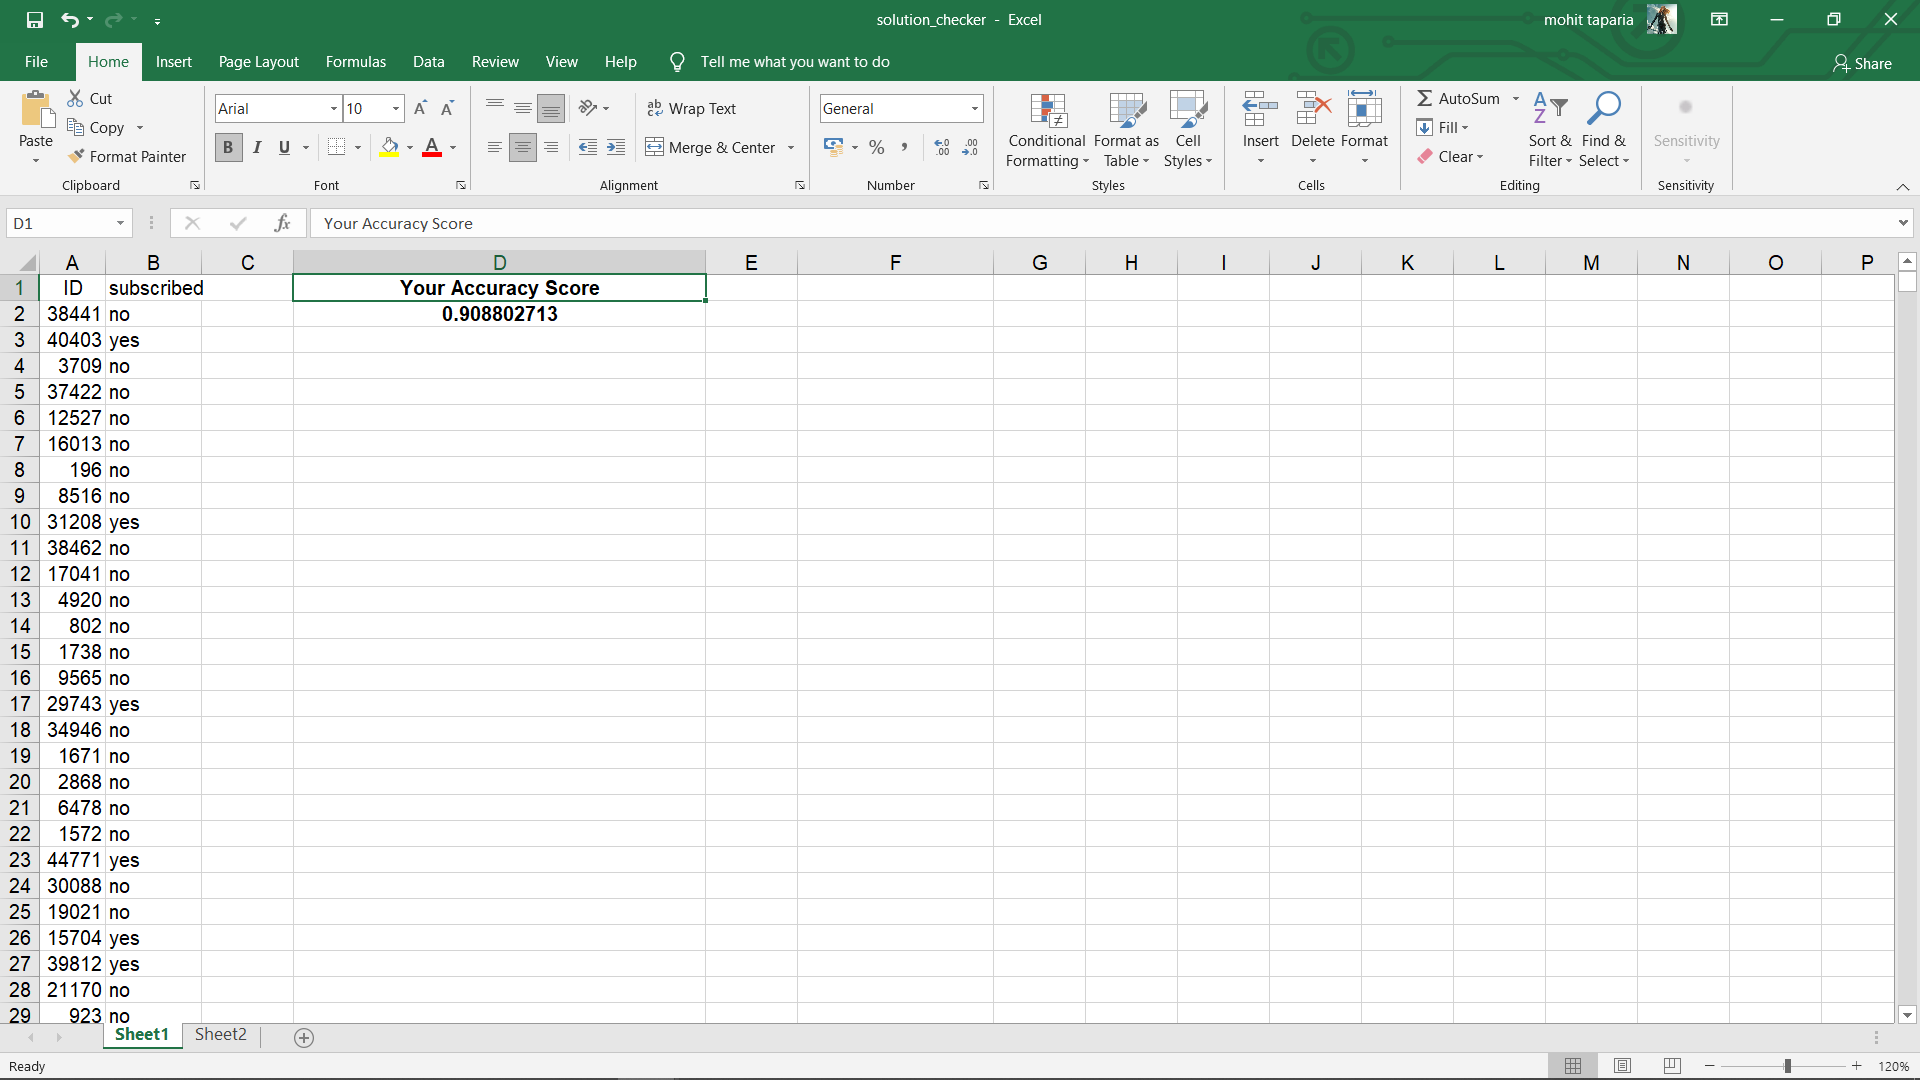 solution_checker - Excel
mohit taparia
File Home Insert Page Layout Formulas Data Review View Help Tell me what you want to do Share
Paste Cut Copy Format Painter Clipboard
Arial 10 B I U A Font
ab Wrap Text Merge & Center Alignment
General % , .00 .0 Number
Conditional Formatting Format as Table Cell Styles Styles
Insert Delete Format Cells
AutoSum Fill Clear Sort & Filter Find & Select Editing
Sensitivity Sensitivity
D1 fx Your Accuracy Score
A B C D E F G H I J K L M N O P
1 ID subscribed Your Accuracy Score
2 38441 no 0.908802713
3 40403 yes
4 3709 no
5 37422 no
6 12527 no
7 16013 no
8 196 no
9 8516 no
10 31208 yes
11 38462 no
12 17041 no
13 4920 no
14 802 no
15 1738 no
16 9565 no
17 29743 yes
18 34946 no
19 1671 no
20 2868 no
21 6478 no
22 1572 no
23 44771 yes
24 30088 no
25 19021 no
26 15704 yes
27 39812 yes
28 21170 no
29 923 no
Sheet1 Sheet2
Ready 120%